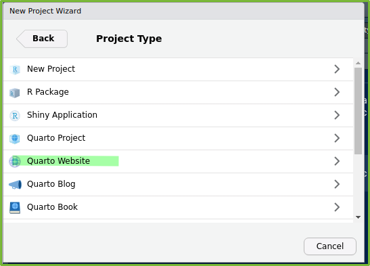 New Project Wizard
Back
Project Type
New Project
R Package
Shiny Application
Quarto Project
Quarto Website
Quarto Blog
Quarto Book
Cancel